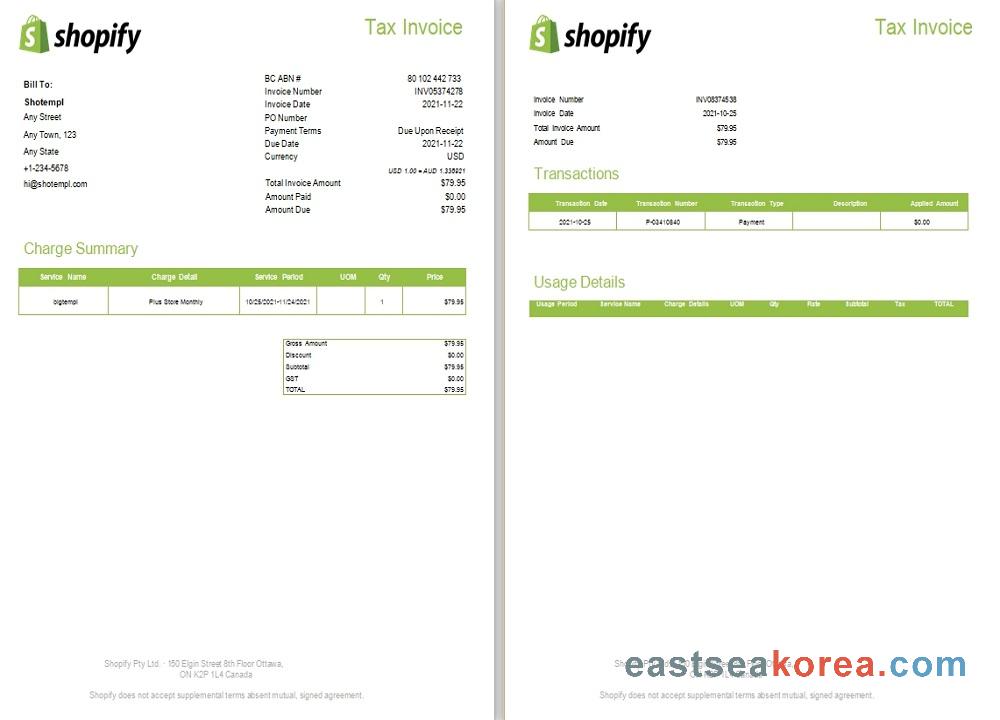 shopify
Tax Invoice
Bill To:
Shotempl
Any Street
Any Town, 123
Any State
+1-234-5678
hi@shotempl.com
BC ABN # 80 102 442 733
Invoice Number INV05374278
Invoice Date 2021-11-22
PO Number
Payment Terms Due Upon Receipt
Due Date 2021-11-22
Currency USD
USD 1.00 = AUD 1.336921
Total Invoice Amount $79.95
Amount Paid $0.00
Amount Due $79.95
Charge Summary
Service Name Charge Detail Service Period UOM Qty Price
bigtempl Plus Store Monthly 10/25/2021-11/24/2021 1 $79.95
Gross Amount $79.95
Discount $0.00
Subtotal $79.95
GST $0.00
TOTAL $79.95
Shopify Pty Ltd. · 150 Elgin Street 8th Floor Ottawa,
ON K2P 1L4 Canada
Shopify does not accept supplemental terms absent mutual, signed agreement.
shopify
Tax Invoice
Invoice Number INV08374538
Invoice Date 2021-10-25
Total Invoice Amount $79.95
Amount Due $79.95
Transactions
Transaction Date Transaction Number Transaction Type Description Applied Amount
2021-10-25 P-03410840 Payment $0.00
Usage Details
Usage Period Service Name Charge Details UOM Qty Rate Subtotal Tax TOTAL
eastseakorea.com
Shopify does not accept supplemental terms absent mutual, signed agreement.